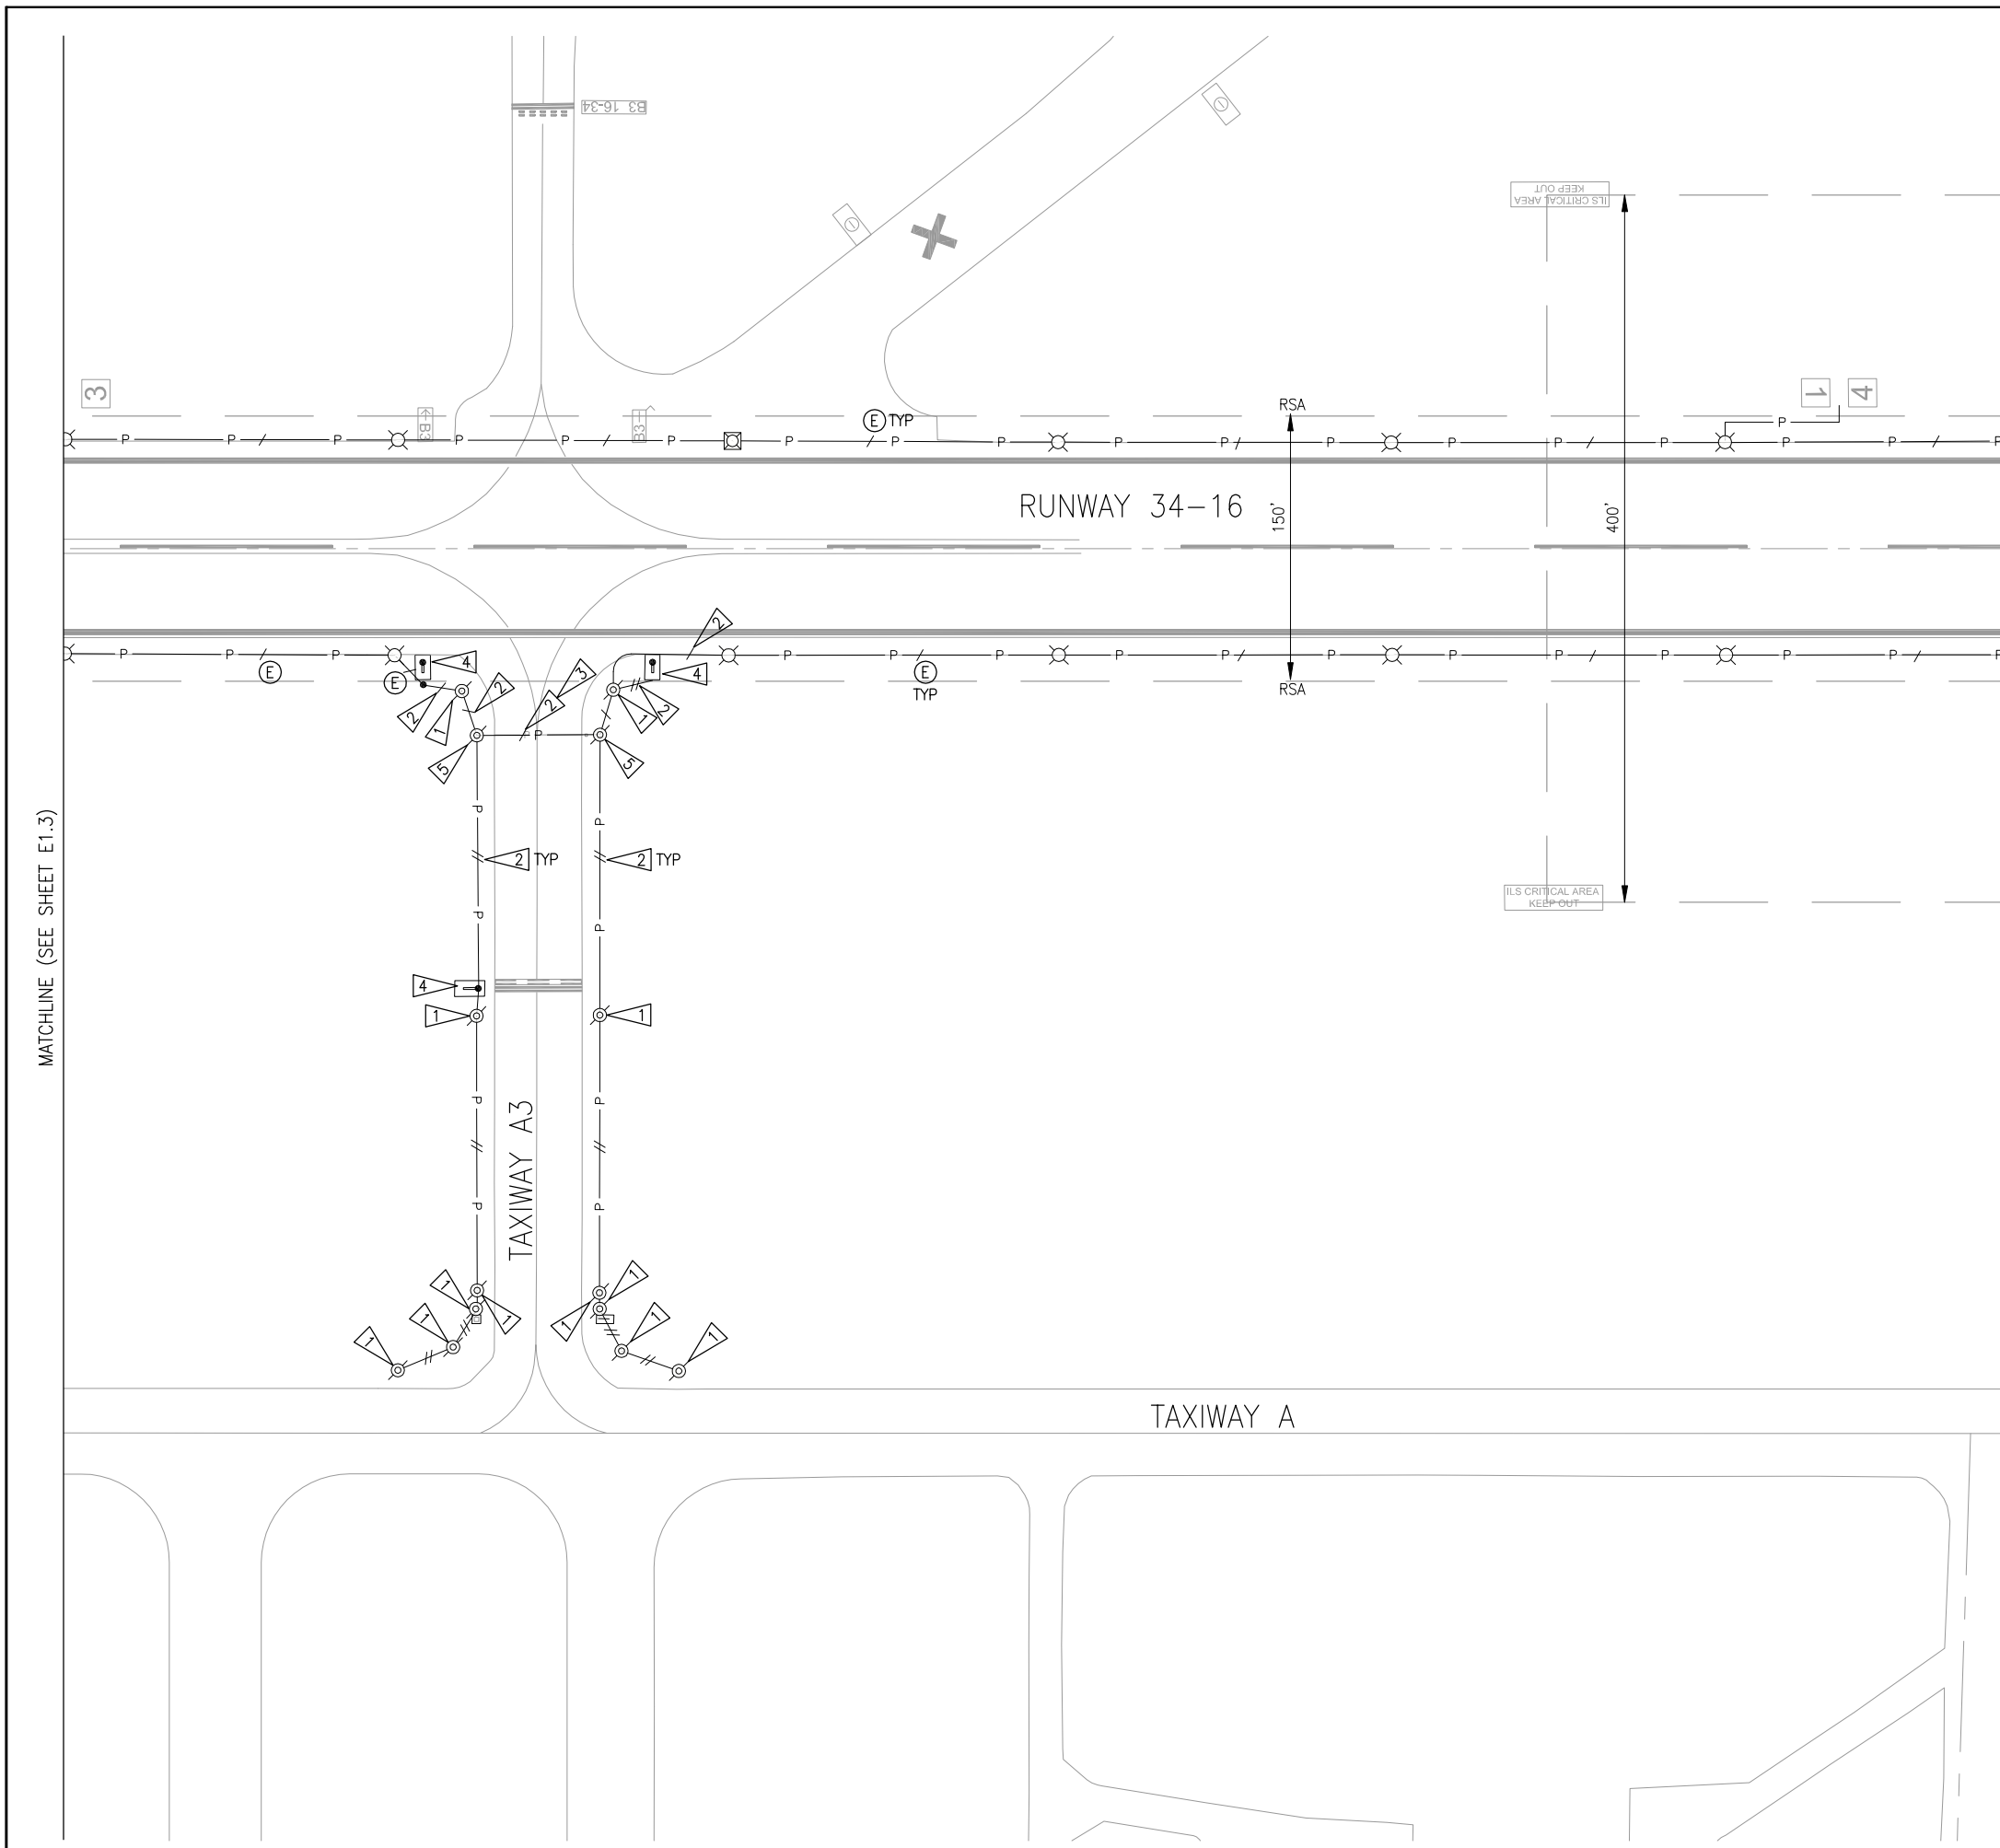 B3 16-34
ILS CRITICAL AREA
KEEP OUT
3
1
4
B3
B3
E TYP
RSA
P P P P P P P P P P P P P P P P P P
P
RUNWAY 34-16
150'
400'
2
3
P P P P P P P P P P P P P P P
E
4
2
4
E
E
TYP
RSA
2
2
1
2
1
2
P
5
5
P
P
2 TYP
2 TYP
P
P
4
1
1
MATCHLINE (SEE SHEET E1.3)
P
P
TAXIWAY A3
P
P
ILS CRITICAL AREA
KEEP OUT
1
1
1
1
1
1
1
1
TAXIWAY A